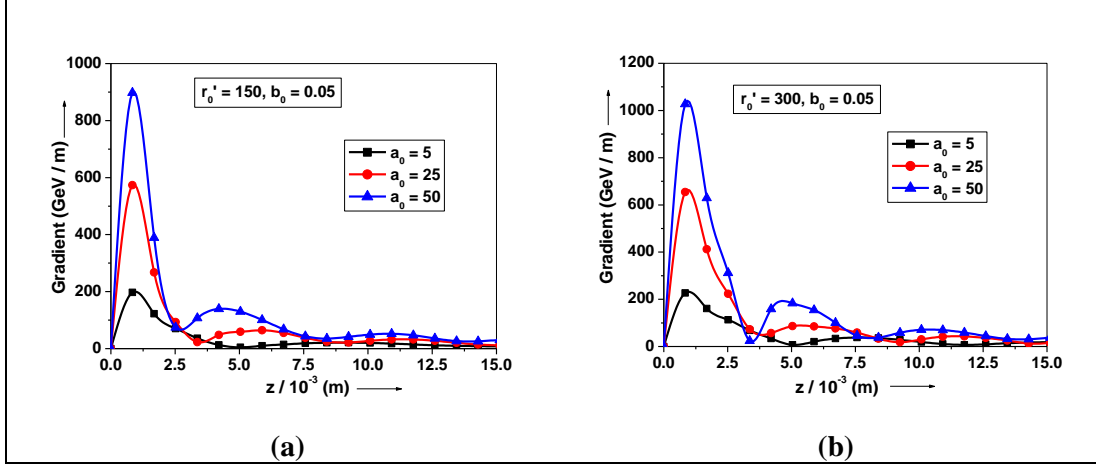 1000
800
600
400
200
0
Gradient (GeV / m)
r0' = 150, b0 = 0.05
a0 = 5
a0 = 25
a0 = 50
0.0 2.5 5.0 7.5 10.0 12.5 15.0
z / 10-3 (m)
(a)
1200
1000
800
600
400
200
0
Gradient (GeV / m)
r0' = 300, b0 = 0.05
a0 = 5
a0 = 25
a0 = 50
0.0 2.5 5.0 7.5 10.0 12.5 15.0
z / 10-3 (m)
(b)